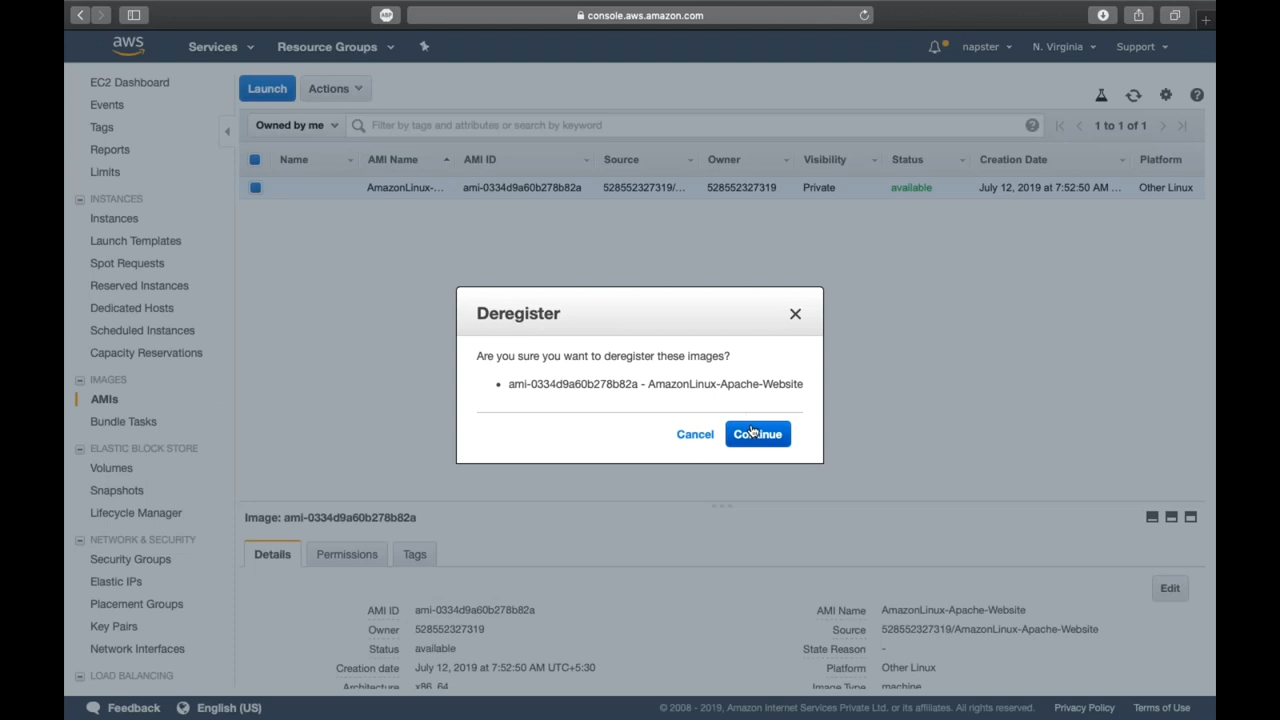 console.aws.amazon.com
ABP
aws Services Resource Groups napster N. Virginia Support
EC2 Dashboard
Events
Tags
Reports
Limits
INSTANCES
Instances
Launch Templates
Spot Requests
Reserved Instances
Dedicated Hosts
Scheduled Instances
Capacity Reservations
IMAGES
AMIs
Bundle Tasks
ELASTIC BLOCK STORE
Volumes
Snapshots
Lifecycle Manager
NETWORK & SECURITY
Security Groups
Elastic IPs
Placement Groups
Key Pairs
Network Interfaces
LOAD BALANCING
Launch Actions
Owned by me Filter by tags and attributes or search by keyword 1 to 1 of 1
Name AMI Name AMI ID Source Owner Visibility Status Creation Date Platform
AmazonLinux-... ami-0334d9a60b278b82a 528552327319/... 528552327319 Private available July 12, 2019 at 7:52:50 AM ... Other Linux
Deregister
Are you sure you want to deregister these images?
• ami-0334d9a60b278b82a - AmazonLinux-Apache-Website
Cancel Continue
Image: ami-0334d9a60b278b82a
Details Permissions Tags
Edit
AMI ID ami-0334d9a60b278b82a AMI Name AmazonLinux-Apache-Website
Owner 528552327319 Source 528552327319/AmazonLinux-Apache-Website
Status available State Reason -
Creation date July 12, 2019 at 7:52:50 AM UTC+5:30 Platform Other Linux
Architecture x86_64 Image Type machine
Feedback English (US) © 2008 - 2019, Amazon Internet Services Private Ltd. or its affiliates. All rights reserved. Privacy Policy Terms of Use